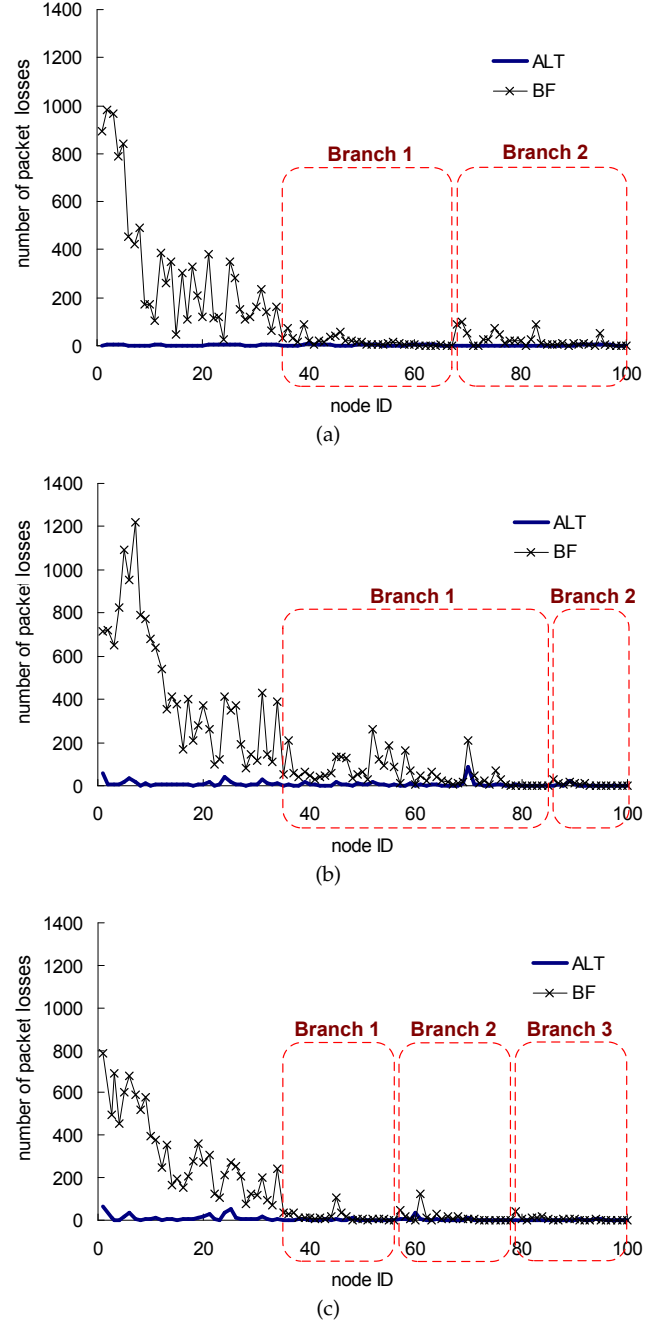 1400
1200
1000
800
600
400
200
0
number of packet losses
ALT
BF
Branch 1
Branch 2
0 20 40 60 80 100
node ID
(a)
1400
1200
1000
800
600
400
200
0
number of packet losses
ALT
BF
Branch 1
Branch 2
0 20 40 60 80 100
node ID
(b)
1400
1200
1000
800
600
400
200
0
number of packet losses
ALT
BF
Branch 1
Branch 2
Branch 3
0 20 40 60 80 100
node ID
(c)